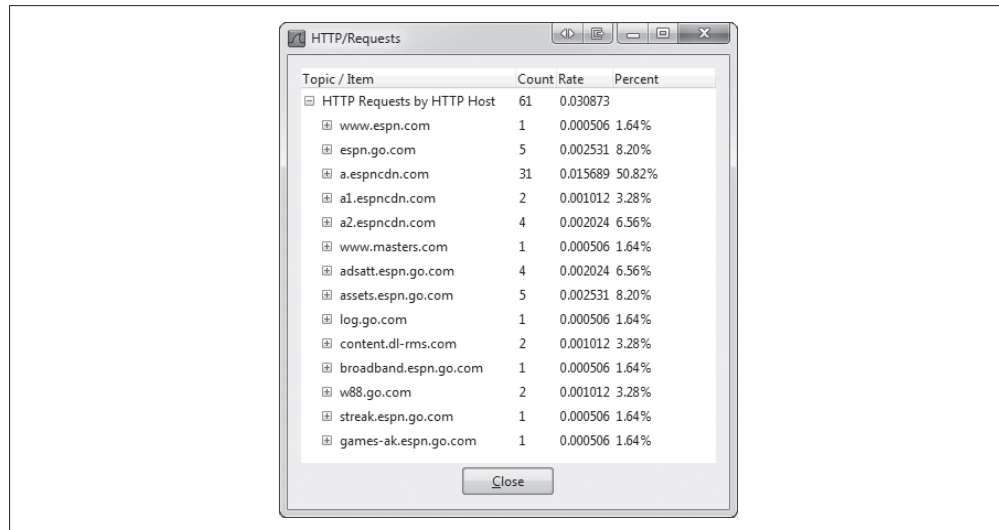 HTTP/Requests
Topic / Item Count Rate Percent
HTTP Requests by HTTP Host 61 0.030873
www.espn.com 1 0.000506 1.64%
espn.go.com 5 0.002531 8.20%
a.espncdn.com 31 0.015689 50.82%
a1.espncdn.com 2 0.001012 3.28%
a2.espncdn.com 4 0.002024 6.56%
www.masters.com 1 0.000506 1.64%
adsatt.espn.go.com 4 0.002024 6.56%
assets.espn.go.com 5 0.002531 8.20%
log.go.com 1 0.000506 1.64%
content.dl-rms.com 2 0.001012 3.28%
broadband.espn.go.com 1 0.000506 1.64%
w88.go.com 2 0.001012 3.28%
streak.espn.go.com 1 0.000506 1.64%
games-ak.espn.go.com 1 0.000506 1.64%
Close